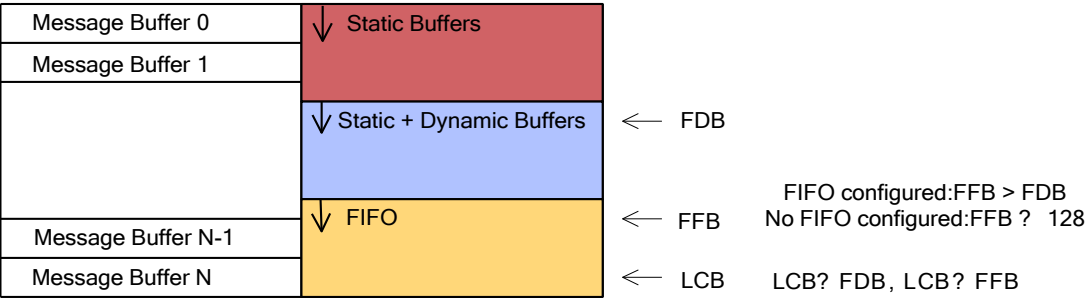 Message Buffer 0
Static Buffers
Message Buffer 1
Static + Dynamic Buffers
FDB
FIFO configured:FFB > FDB
FIFO
FFB
No FIFO configured:FFB ? 128
Message Buffer N-1
Message Buffer N
LCB
LCB? FDB, LCB? FFB